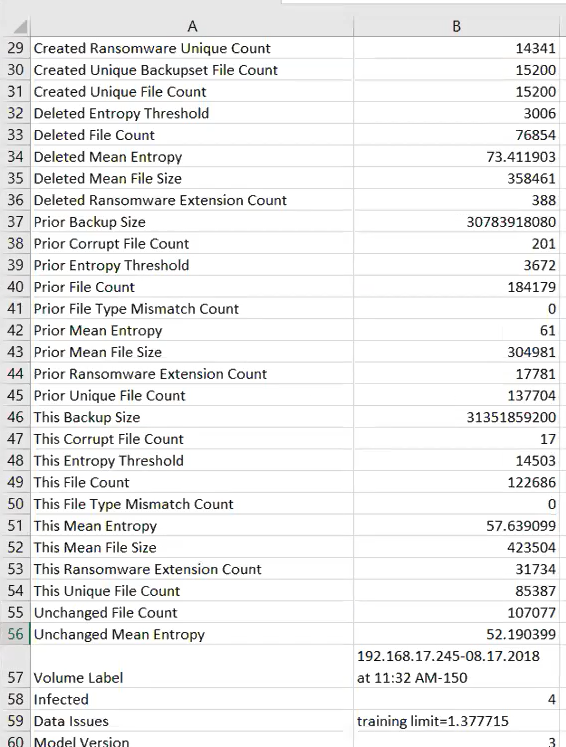 A B
29 Created Ransomware Unique Count 14341
30 Created Unique Backupset File Count 15200
31 Created Unique File Count 15200
32 Deleted Entropy Threshold 3006
33 Deleted File Count 76854
34 Deleted Mean Entropy 73.411903
35 Deleted Mean File Size 358461
36 Deleted Ransomware Extension Count 388
37 Prior Backup Size 30783918080
38 Prior Corrupt File Count 201
39 Prior Entropy Threshold 3672
40 Prior File Count 184179
41 Prior File Type Mismatch Count 0
42 Prior Mean Entropy 61
43 Prior Mean File Size 304981
44 Prior Ransomware Extension Count 17781
45 Prior Unique File Count 137704
46 This Backup Size 31351859200
47 This Corrupt File Count 17
48 This Entropy Threshold 14503
49 This File Count 122686
50 This File Type Mismatch Count 0
51 This Mean Entropy 57.639099
52 This Mean File Size 423504
53 This Ransomware Extension Count 31734
54 This Unique File Count 85387
55 Unchanged File Count 107077
56 Unchanged Mean Entropy 52.190399
192.168.17.245-08.17.2018
57 Volume Label at 11:32 AM-150
58 Infected 4
59 Data Issues training limit=1.377715
60 Model Version 3